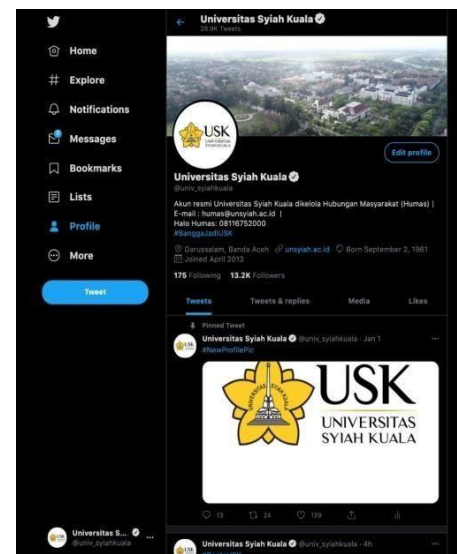 Universitas Syiah Kuala
26.9K Tweets
Home
Explore
Notifications
Messages
Bookmarks
Lists
Profile
More
Tweet
USK
UNIVERSITAS
SYIAH KUALA
Edit profile
Universitas Syiah Kuala
@univ_syiahkuala
Akun resmi Universitas Syiah Kuala dikelola Hubungan Masyarakat (Humas) |
E-mail : humas@unsyiah.ac.id |
Halo Humas: 08116752000
#BanggaJadiUSK
Darussalam, Banda Aceh unsyiah.ac.id Born September 2, 1961
Joined April 2013
175 Following 13.2K Followers
Tweets Tweets & replies Media Likes
Pinned Tweet
Universitas Syiah Kuala @univ_syiahkuala · Jan 1
#NewProfilePic
USK
UNIVERSITAS
SYIAH KUALA
13 24 129
Universitas S...
@univ_syiahkuala
Universitas Syiah Kuala @univ_syiahkuala · 4h